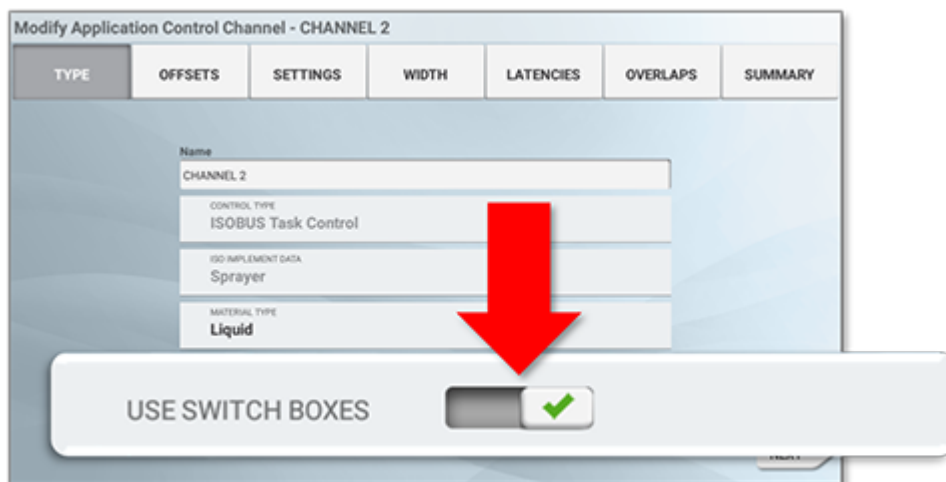 Modify Application Control Channel - CHANNEL 2
TYPE OFFSETS SETTINGS WIDTH LATENCIES OVERLAPS SUMMARY
Name
CHANNEL 2
CONTROL TYPE
ISOBUS Task Control
ISO IMPLEMENT DATA
Sprayer
MATERIAL TYPE
Liquid
USE SWITCH BOXES
NEXT